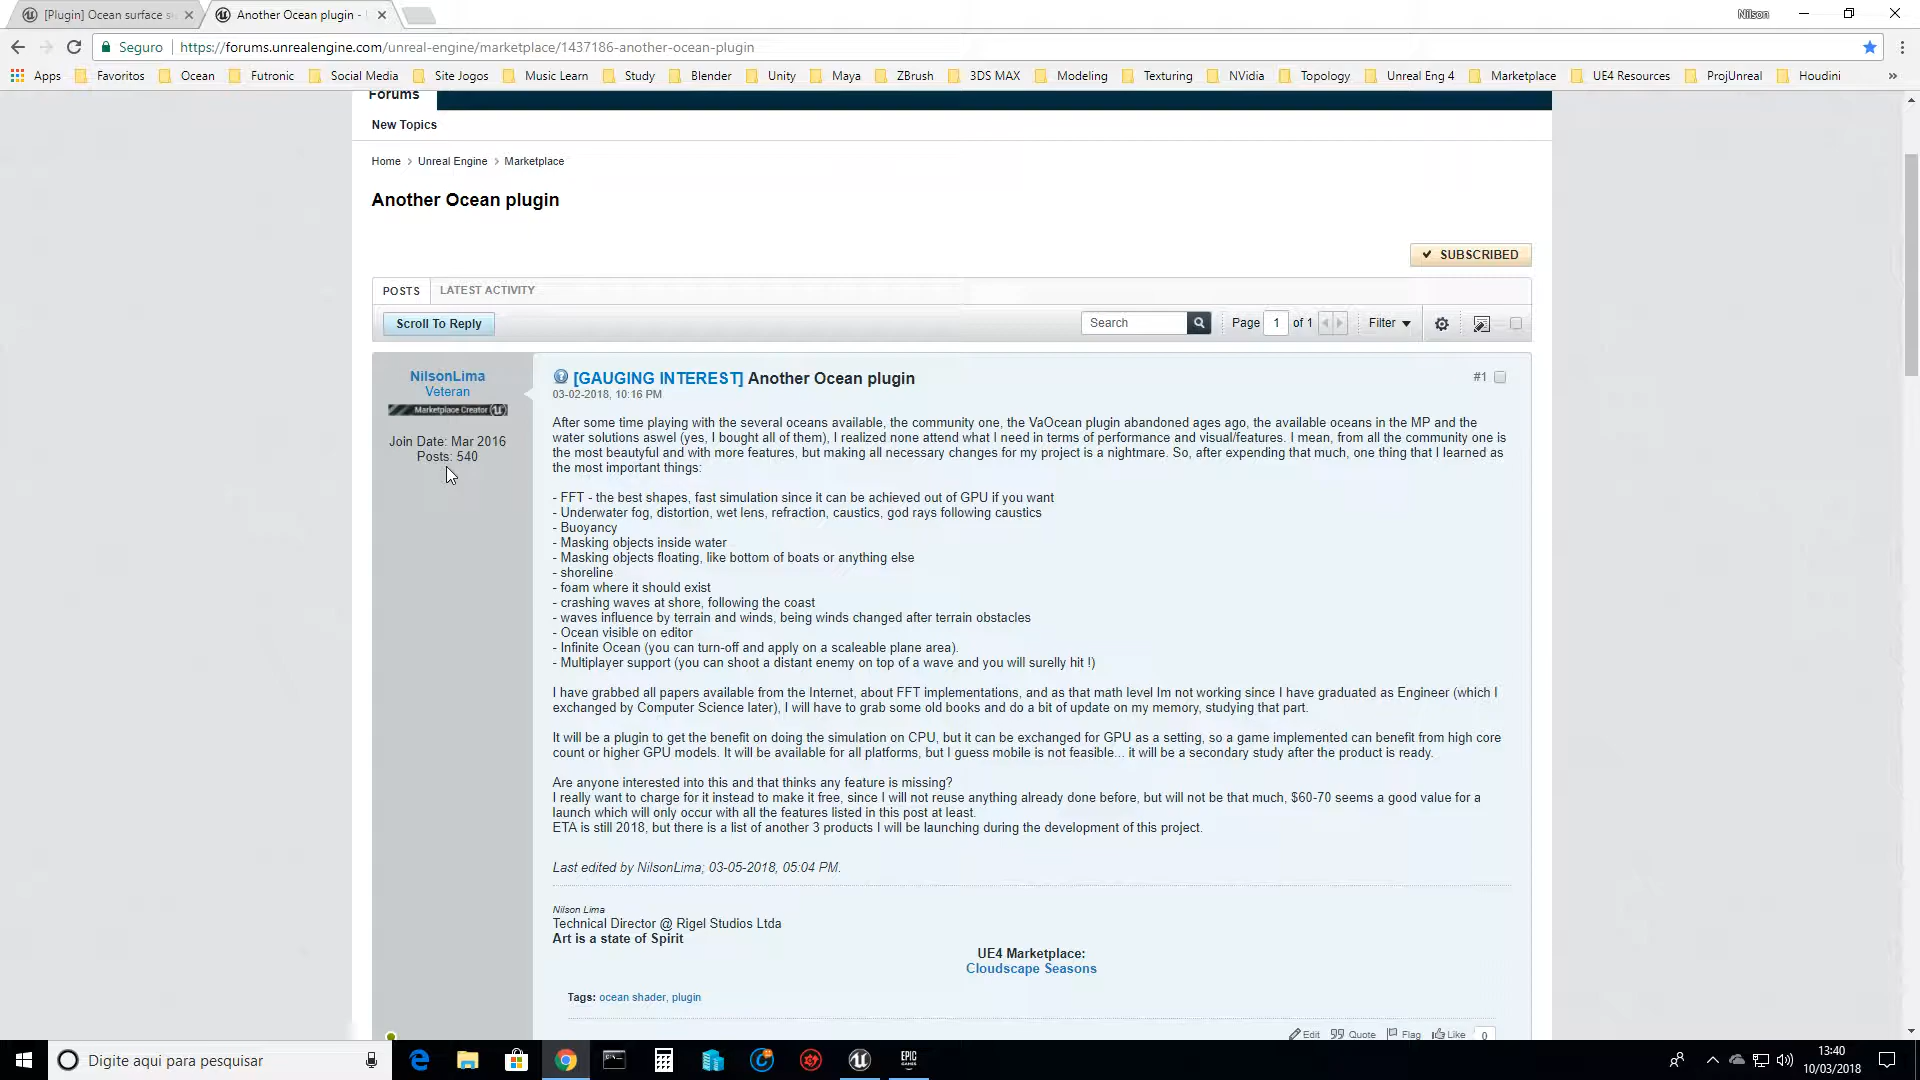 [Plugin] Ocean surface s
Another Ocean plugin -
Nilson
Seguro
https://forums.unrealengine.com/unreal-engine/marketplace/1437186-another-ocean-plugin
Apps Favoritos Ocean Futronic Social Media Site Jogos Music Learn Study Blender Unity Maya ZBrush 3DS MAX Modeling Texturing NVidia Topology Unreal Eng 4 Marketplace UE4 Resources ProjUnreal Houdini »
Forums
New Topics
Home > Unreal Engine > Marketplace
Another Ocean plugin
SUBSCRIBED
POSTS LATEST ACTIVITY
Scroll To Reply Search Page 1 of 1 Filter
NilsonLima
Veteran
Marketplace Creator
Join Date: Mar 2016
Posts: 540
[GAUGING INTEREST] Another Ocean plugin #1
03-02-2018, 10:16 PM
After some time playing with the several oceans available, the community one, the VaOcean plugin abandoned ages ago, the available oceans in the MP and the
water solutions aswel (yes, I bought all of them), I realized none attend what I need in terms of performance and visual/features. I mean, from all the community one is
the most beautyful and with more features, but making all necessary changes for my project is a nightmare. So, after expending that much, one thing that I learned as
the most important things:
- FFT - the best shapes, fast simulation since it can be achieved out of GPU if you want
- Underwater fog, distortion, wet lens, refraction, caustics, god rays following caustics
- Buoyancy
- Masking objects inside water
- Masking objects floating, like bottom of boats or anything else
- shoreline
- foam where it should exist
- crashing waves at shore, following the coast
- waves influence by terrain and winds, being winds changed after terrain obstacles
- Ocean visible on editor
- Infinite Ocean (you can turn-off and apply on a scaleable plane area).
- Multiplayer support (you can shoot a distant enemy on top of a wave and you will surelly hit !)
I have grabbed all papers available from the Internet, about FFT implementations, and as that math level Im not working since I have graduated as Engineer (which I
exchanged by Computer Science later), I will have to grab some old books and do a bit of update on my memory, studying that part.
It will be a plugin to get the benefit on doing the simulation on CPU, but it can be exchanged for GPU as a setting, so a game implemented can benefit from high core
count or higher GPU models. It will be available for all platforms, but I guess mobile is not feasible... it will be a secondary study after the product is ready.
Are anyone interested into this and that thinks any feature is missing?
I really want to charge for it instead to make it free, since I will not reuse anything already done before, but will not be that much, $60-70 seems a good value for a
launch which will only occur with all the features listed in this post at least.
ETA is still 2018, but there is a list of another 3 products I will be launching during the development of this project.
Last edited by NilsonLima; 03-05-2018, 05:04 PM.
Nilson Lima
Technical Director @ Rigel Studios Ltda
Art is a state of Spirit
UE4 Marketplace:
Cloudscape Seasons
Tags: ocean shader, plugin
Edit Quote Flag Like 0
Digite aqui para pesquisar
EPIC GAMES
13:40
10/03/2018